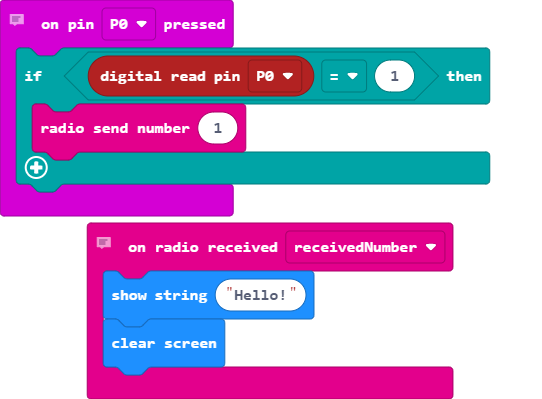 on pin P0 pressed
if digital read pin P0 = 1 then
radio send number 1
on radio received receivedNumber
show string "Hello!"
clear screen